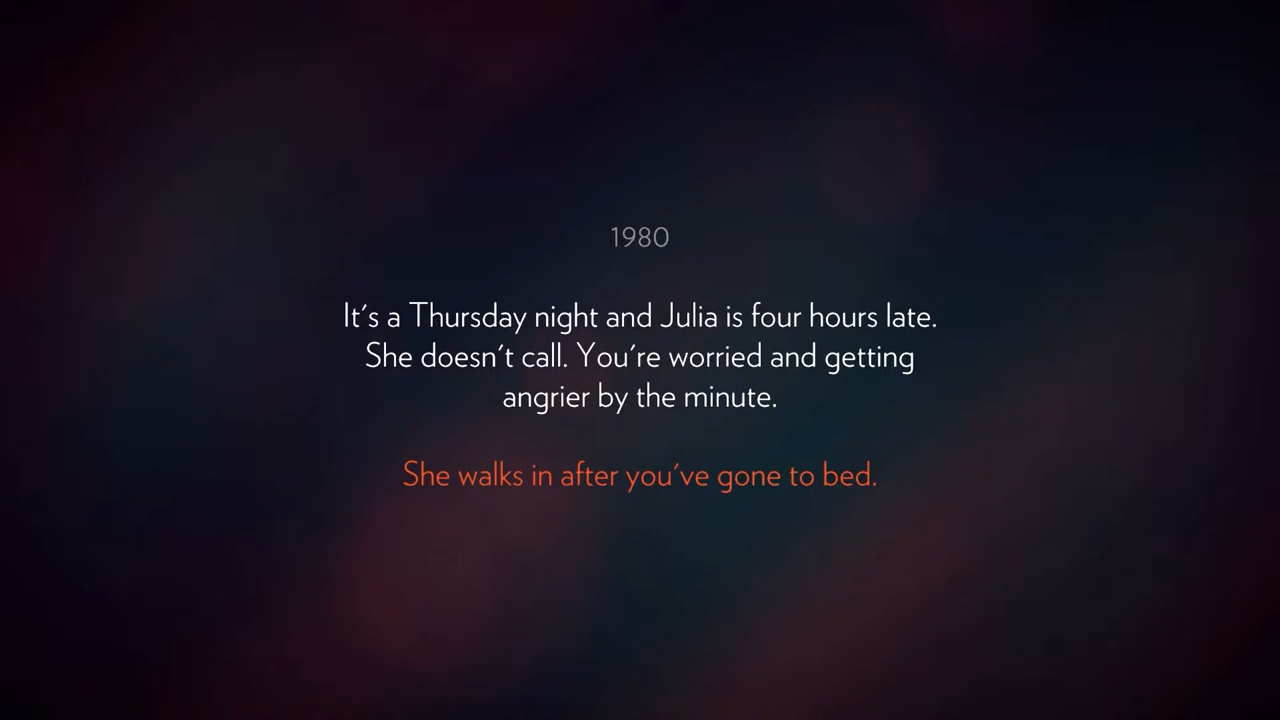 1980
It's a Thursday night and Julia is four hours late.
She doesn't call. You're worried and getting
angrier by the minute.
She walks in after you've gone to bed.